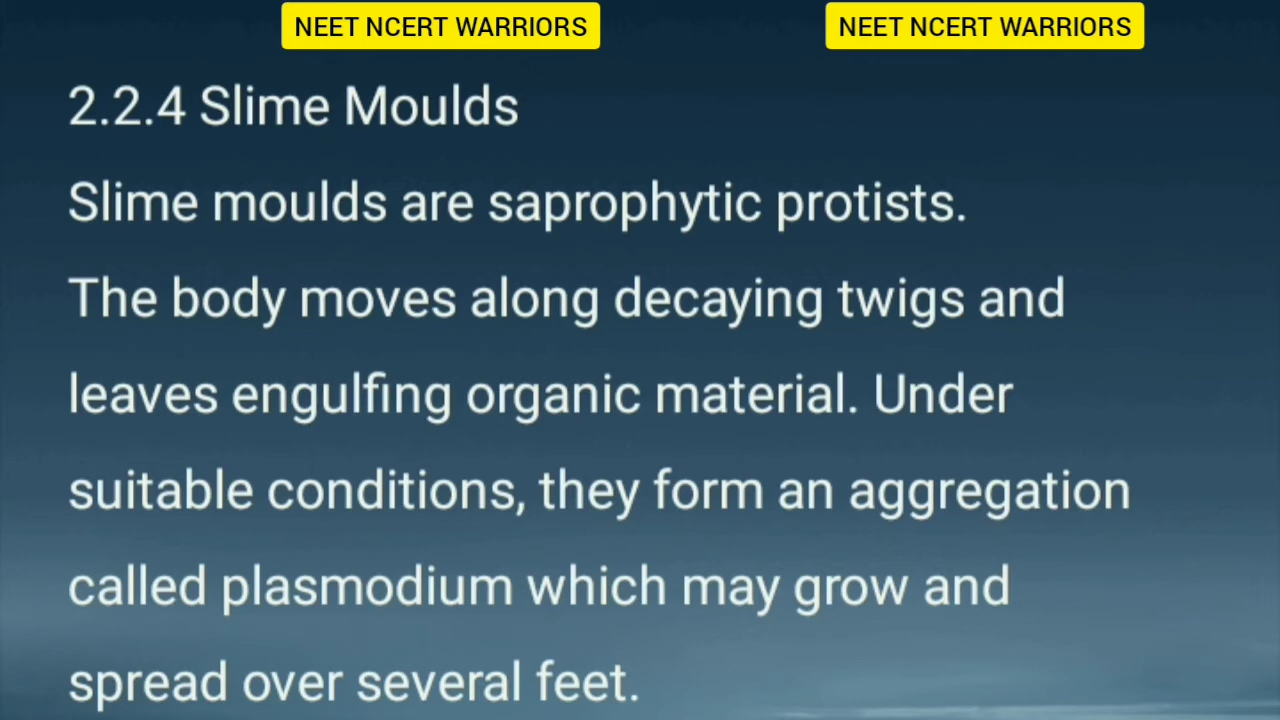 NEET NCERT WARRIORS NEET NCERT WARRIORS
2.2.4 Slime Moulds
Slime moulds are saprophytic protists.
The body moves along decaying twigs and
leaves engulfing organic material. Under
suitable conditions, they form an aggregation
called plasmodium which may grow and
spread over several feet.